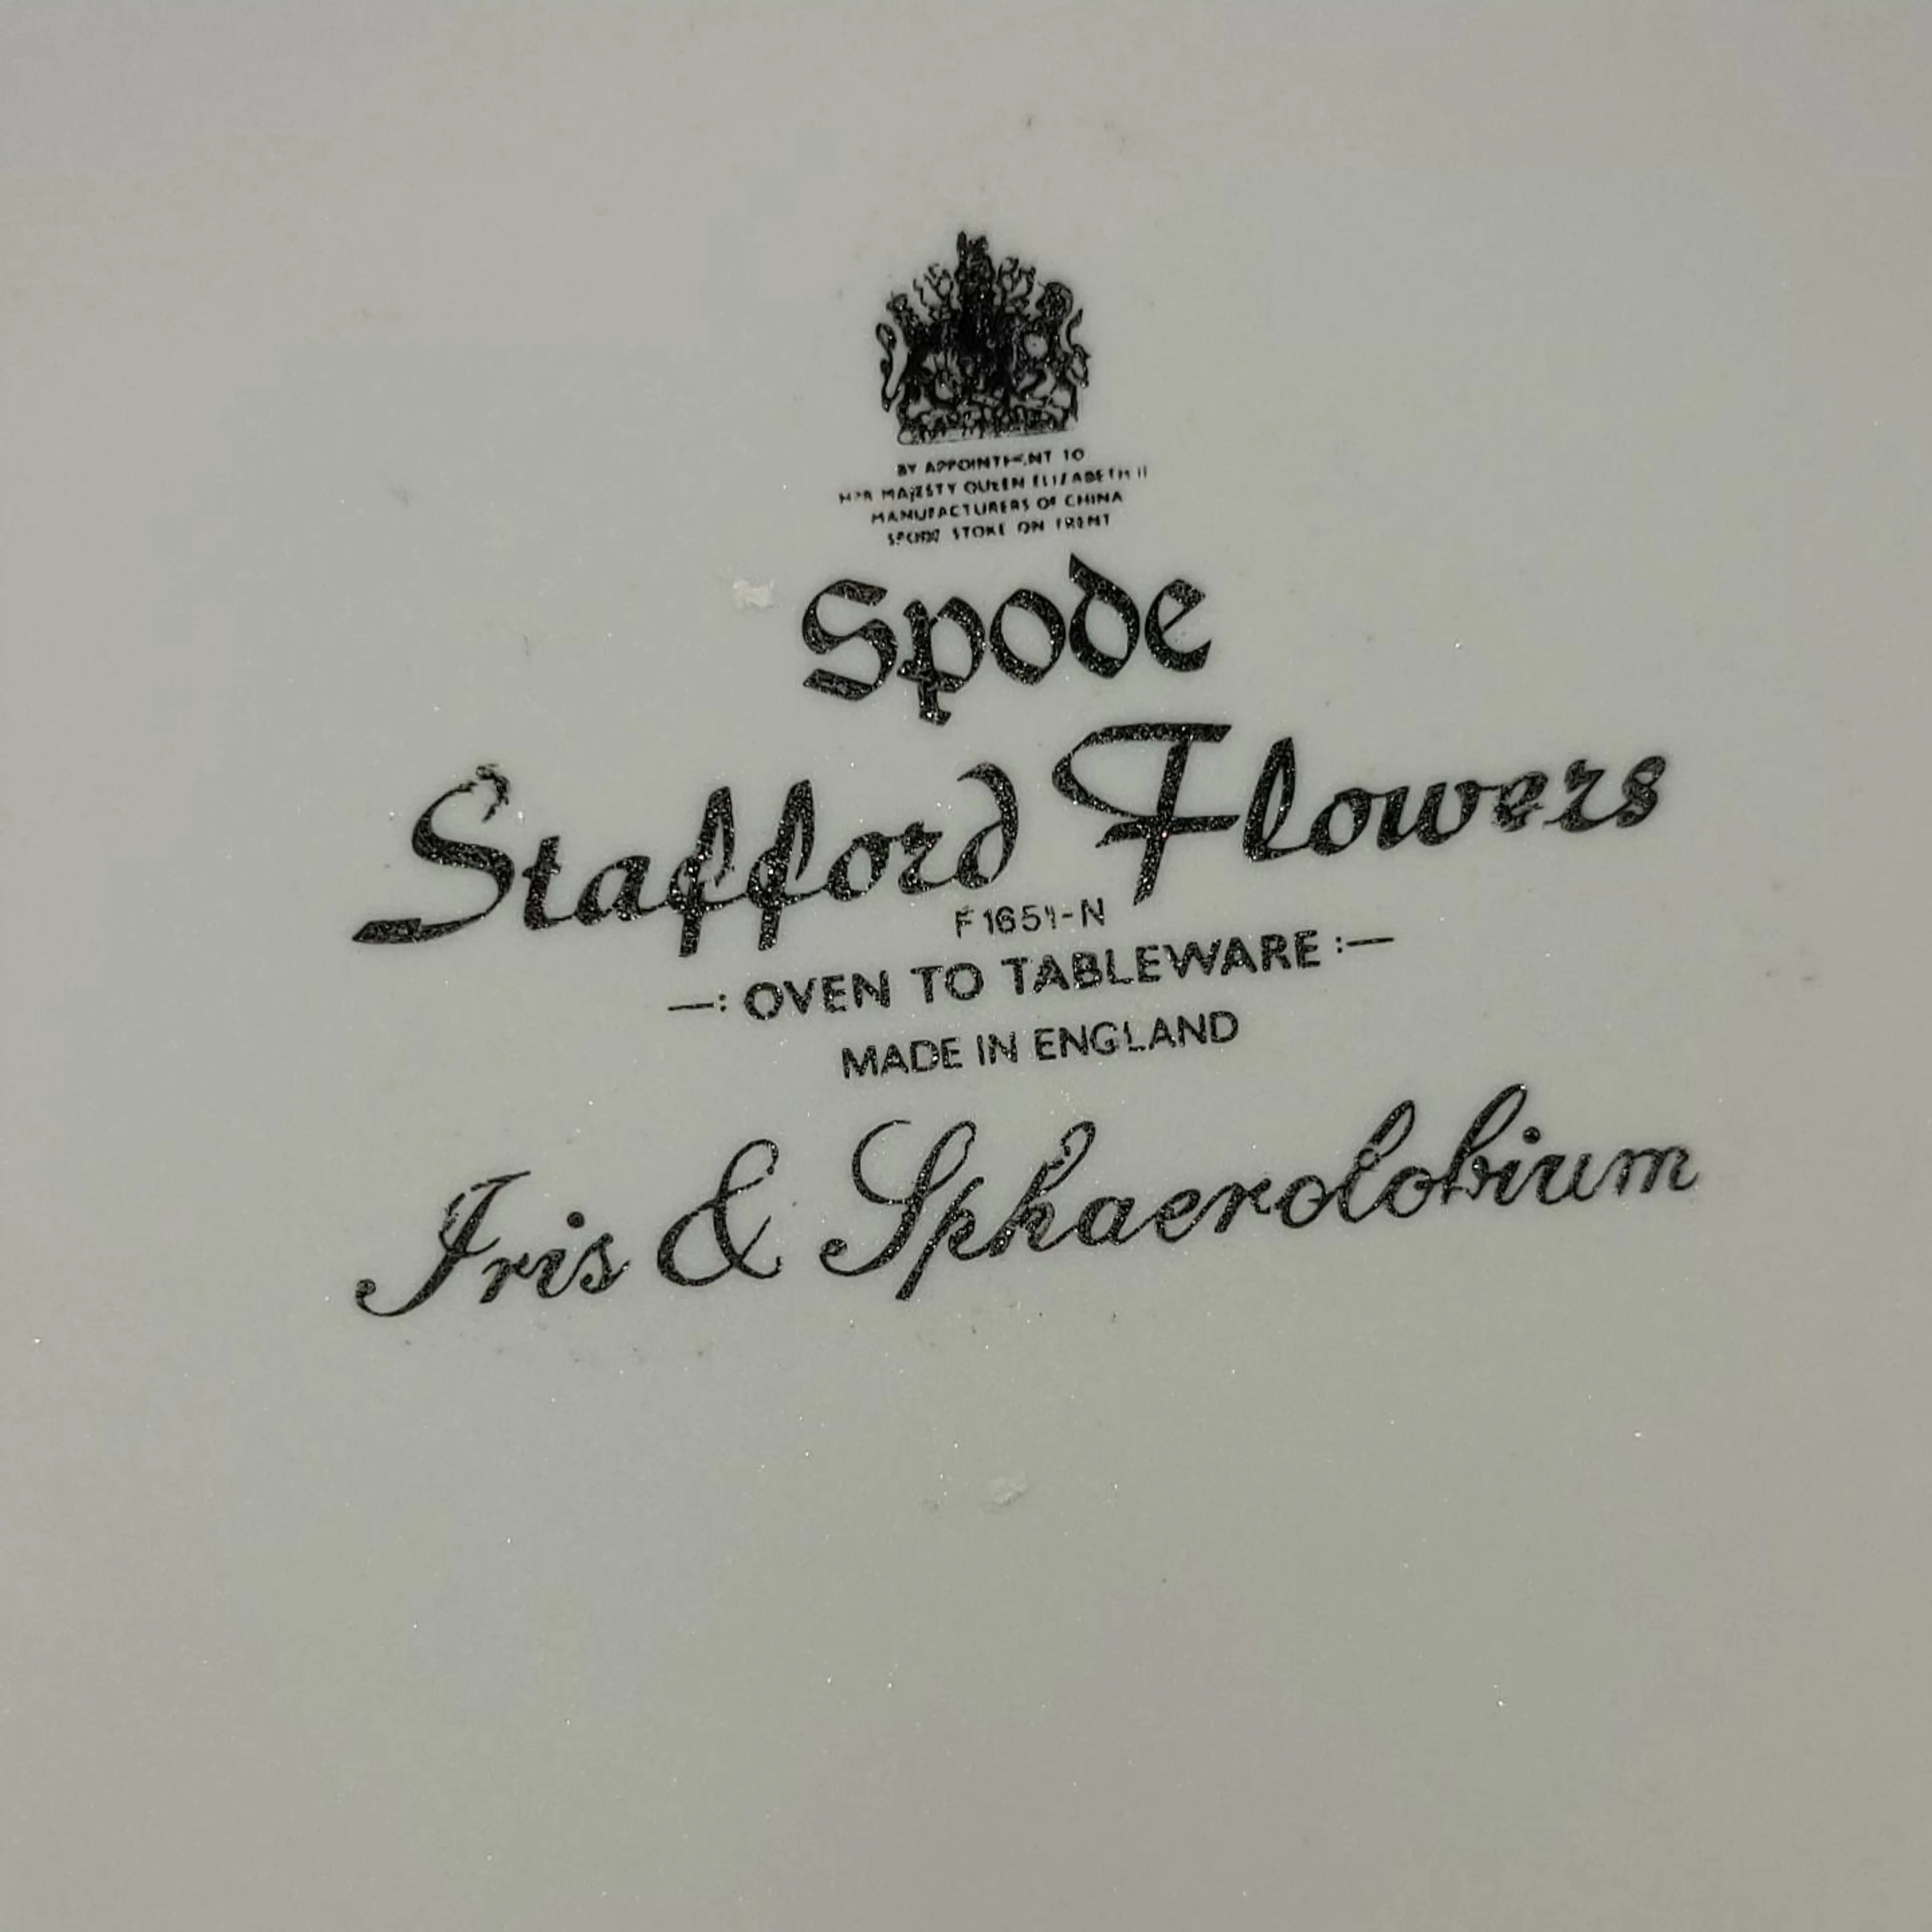 BY APPOINTMENT TO
HER MAJESTY QUEEN ELIZABETH II
MANUFACTURERS OF CHINA
SPODE STOKE ON TRENT
Spode
Stafford Flowers
F1651-N
—: OVEN TO TABLEWARE :—
MADE IN ENGLAND
Iris & Sphaerolobium